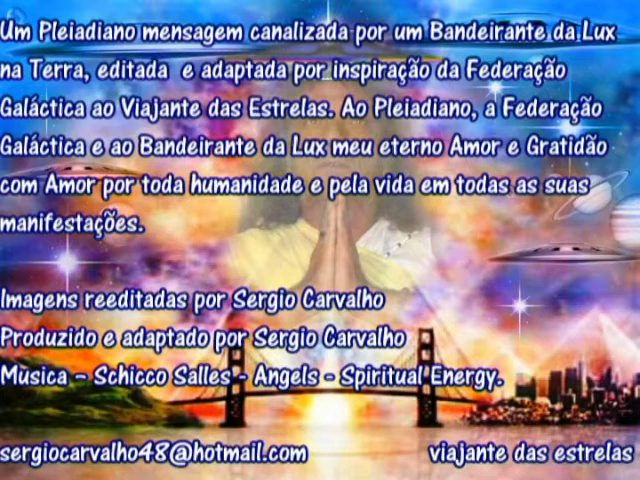 Um Pleiadiano mensagem canalizada por um Bandeirante da Lux
na Terra, editada e adaptada por inspiração da Federação
Galáctica ao Viajante das Estrelas. Ao Pleiadiano, a Federação
Galáctica e ao Bandeirante da Lux meu eterno Amor e Gratidão
com Amor por toda humanidade e pela vida em todas as suas
manifestações.
Imagens reeditadas por Sergio Carvalho
Produzido e adaptado por Sergio Carvalho
Musica - Schicco Salles - Angels - Spiritual Energy.
sergiocarvalho48@hotmail.com viajante das estrelas